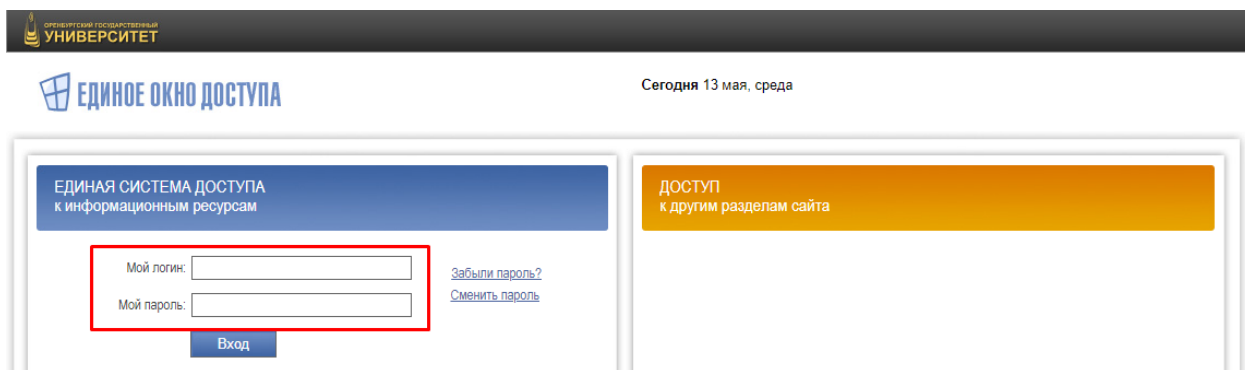 ОРЕНБУРГСКИЙ ГОСУДАРСТВЕННЫЙ
УНИВЕРСИТЕТ
ЕДИНОЕ ОКНО ДОСТУПА
Сегодня 13 мая, среда
ЕДИНАЯ СИСТЕМА ДОСТУПА
к информационным ресурсам
Мой логин:
Забыли пароль?
Мой пароль:
Сменить пароль
Вход
ДОСТУП
к другим разделам сайта